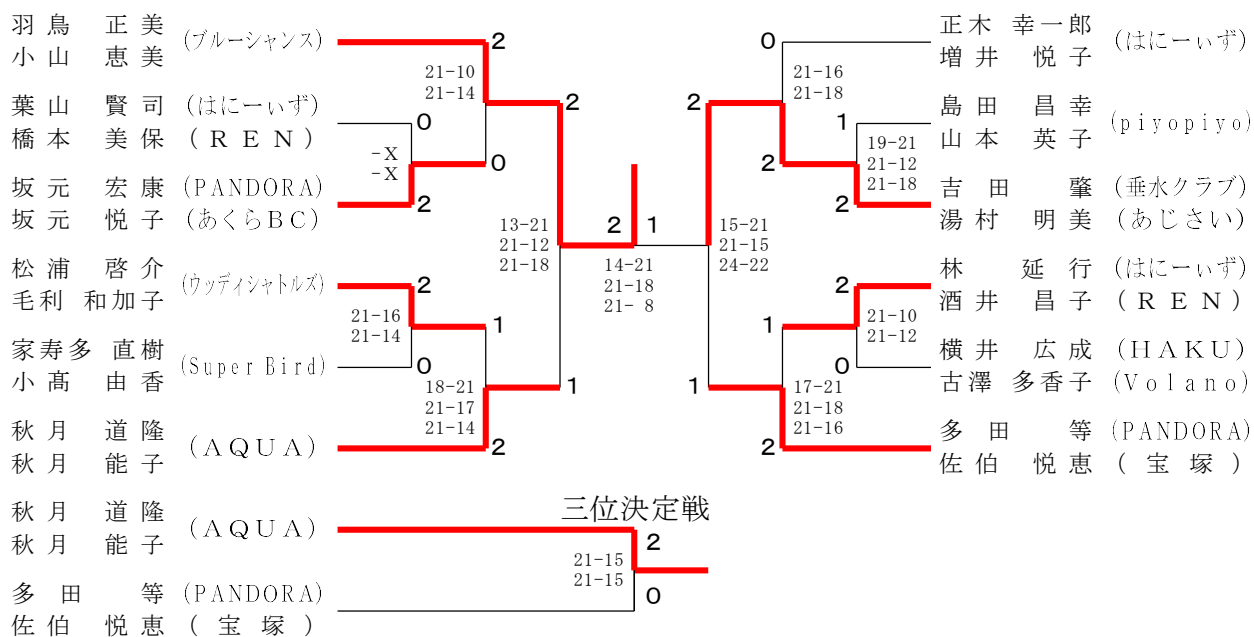 羽鳥 正美 (ブルーシャンス)
小山 恵美
2
21-10
21-14
葉山 賢司 (はにーぃず)
橋本 美保 (REN)
0
-X
-X
0
坂元 宏康 (PANDORA)
坂元 悦子 (あくらBC)
2
2
13-21
21-12
21-18
松浦 啓介 (ウッディシャトルズ)
毛利 和加子
2
21-16
21-14
1
家寿多 直樹 (Super Bird)
小髙 由香
0
18-21
21-17
21-14
1
秋月 道隆 (AQUA)
秋月 能子
2
2
1
14-21
21-18
21- 8
正木 幸一郎 (はにーぃず)
増井 悦子
0
21-16
21-18
2
島田 昌幸 (piyopiyo)
山本 英子
1
19-21
21-12
21-18
2
吉田 肇 (垂水クラブ)
湯村 明美 (あじさい)
2
15-21
21-15
24-22
林 延行 (はにーぃず)
酒井 昌子 (REN)
2
21-10
21-12
1
横井 広成 (HAKU)
古澤 多香子 (Volano)
0
17-21
21-18
21-16
1
多田 等 (PANDORA)
佐伯 悦恵 (宝塚)
2
三位決定戦
秋月 道隆 (AQUA)
秋月 能子
2
21-15
21-15
多田 等 (PANDORA)
佐伯 悦恵 (宝塚)
0